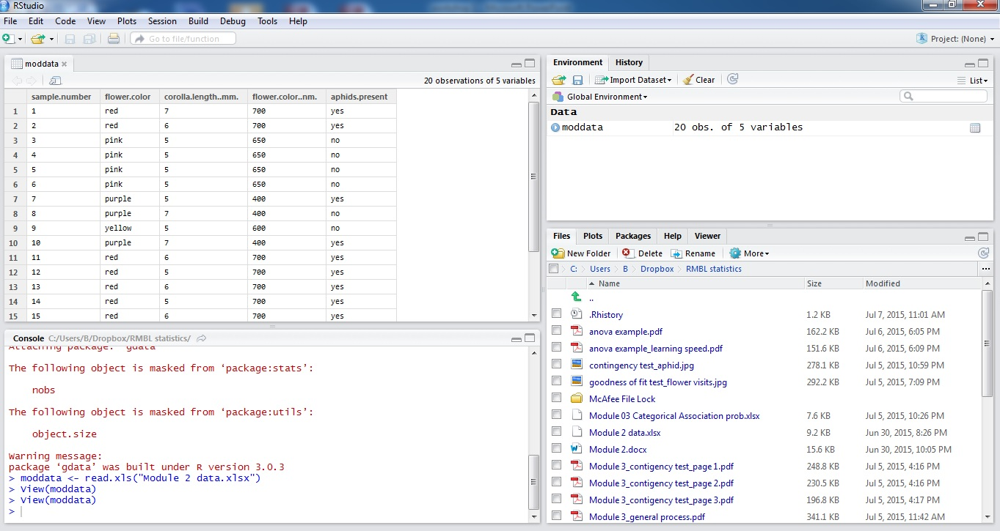 RStudio
File Edit Code View Plots Session Build Debug Tools Help
Go to file/function Project: (None)
moddata
20 observations of 5 variables
sample.number flower.color corolla.length..mm. flower.color..nm. aphids.present
1 1 red 7 700 yes
2 2 red 6 700 yes
3 3 pink 5 650 no
4 4 pink 5 650 no
5 5 pink 5 650 no
6 6 pink 5 650 no
7 7 purple 5 400 yes
8 8 purple 7 400 no
9 9 yellow 5 600 no
10 10 purple 7 400 yes
11 11 red 6 700 yes
12 12 red 5 700 yes
13 13 red 6 700 yes
14 14 red 5 700 yes
15 15 red 6 700 yes
Console C:/Users/B/Dropbox/RMBL statistics/
Attaching package: ‘gdata’
The following object is masked from ‘package:stats’:
nobs
The following object is masked from ‘package:utils’:
object.size
Warning message:
package ‘gdata’ was built under R version 3.0.3
> moddata <- read.xls("Module 2 data.xlsx")
> View(moddata)
> View(moddata)
>
Environment History
Import Dataset Clear List
Global Environment
Data
moddata 20 obs. of 5 variables
Files Plots Packages Help Viewer
New Folder Delete Rename More
C: Users B Dropbox RMBL statistics ...
Name Size Modified
..
.Rhistory 1.2 KB Jul 7, 2015, 11:01 AM
anova example.pdf 162.2 KB Jul 6, 2015, 6:05 PM
anova example_learning speed.pdf 151.6 KB Jul 6, 2015, 6:09 PM
contingency test_aphid.jpg 278.1 KB Jul 5, 2015, 10:59 PM
goodness of fit test_flower visits.jpg 292.2 KB Jul 5, 2015, 7:09 PM
McAfee File Lock
Module 03 Categorical Association prob.xlsx 7.6 KB Jul 5, 2015, 10:26 PM
Module 2 data.xlsx 9.2 KB Jun 30, 2015, 8:26 PM
Module 2.docx 15.6 KB Jun 30, 2015, 10:05 PM
Module 3_contigency test_page 1.pdf 248.8 KB Jul 5, 2015, 4:16 PM
Module 3_contigency test_page 2.pdf 230.5 KB Jul 5, 2015, 4:16 PM
Module 3_contigency test_page 3.pdf 196.8 KB Jul 5, 2015, 4:17 PM
Module 3_general process.pdf 341.1 KB Jul 5, 2015, 11:42 AM